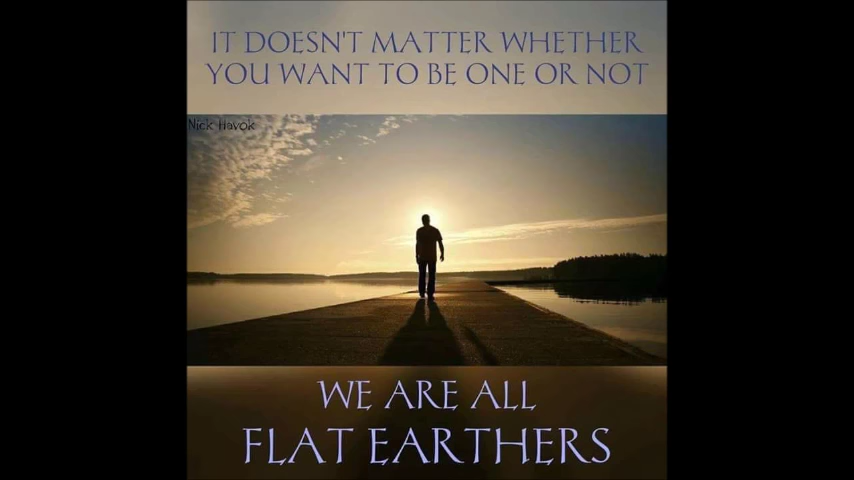 IT DOESN'T MATTER WHETHER
YOU WANT TO BE ONE OR NOT
Nick Havok
WE ARE ALL
FLAT EARTHERS